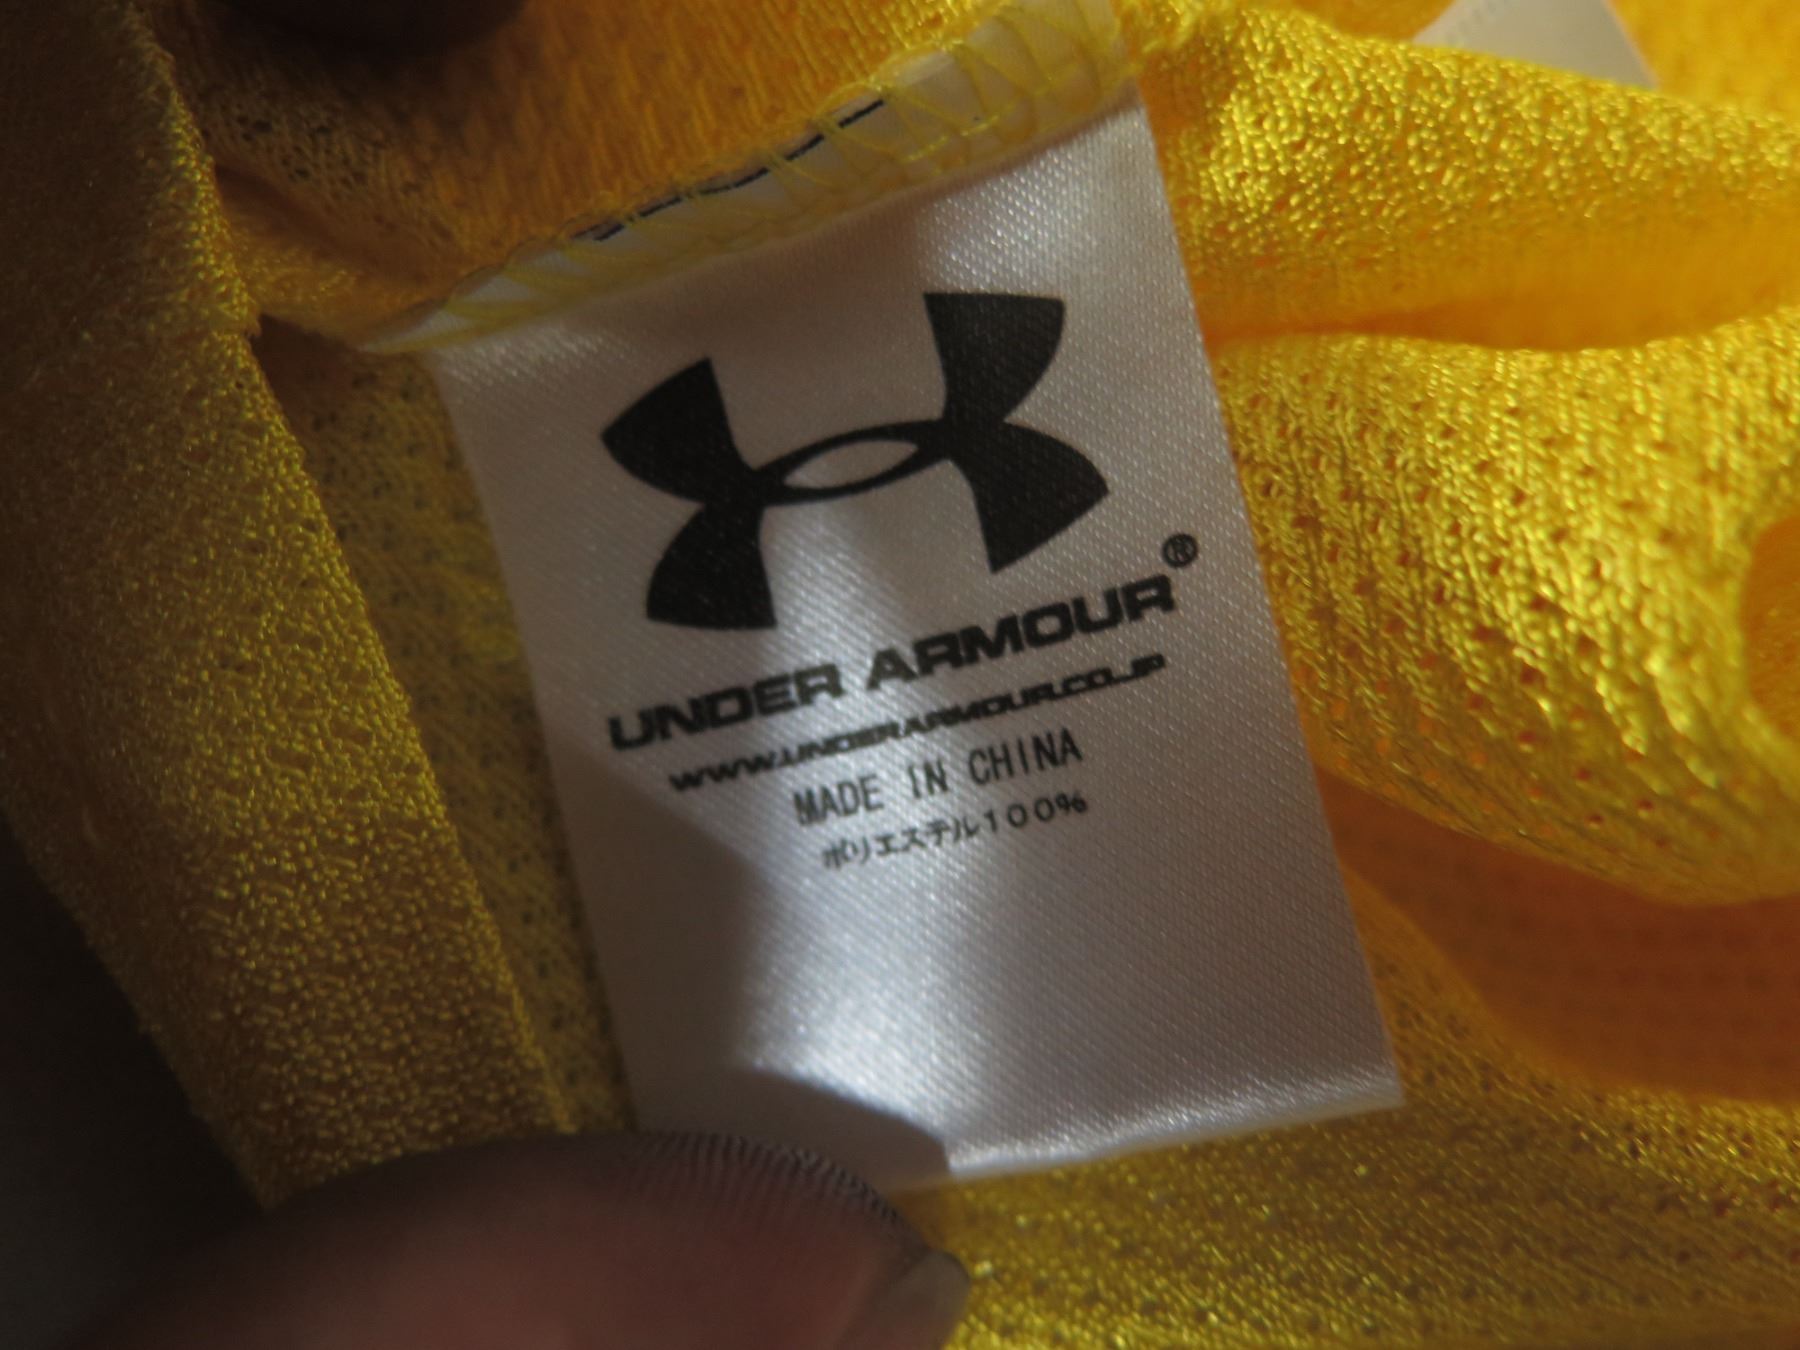 UNDER ARMOUR®
WWW.UNDERARMOUR.CO.JP
MADE IN CHINA
ポリエステル100%